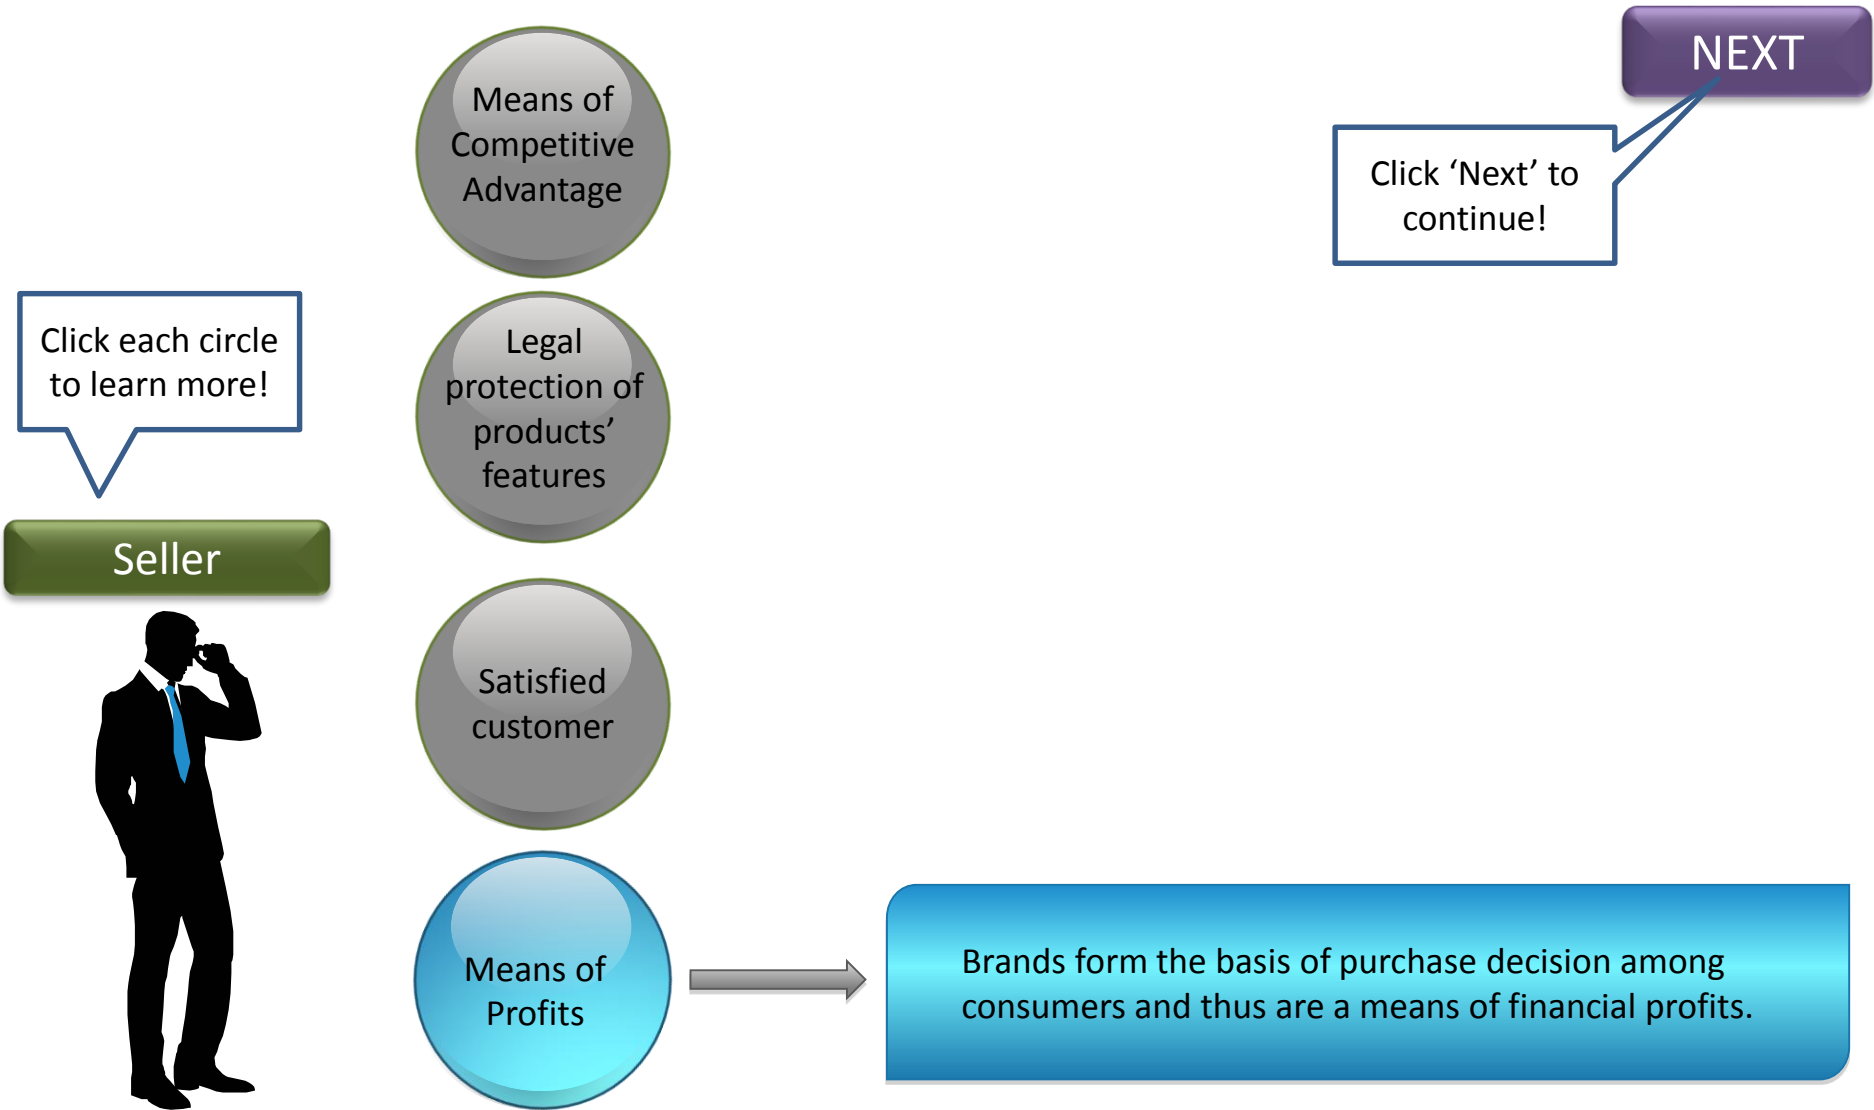 NEXT
Click ‘Next’ to
continue!
Means of
Competitive
Advantage
Click each circle
to learn more!
Legal
protection of
products’
features
Seller
Satisfied
customer
Means of
Profits
Brands form the basis of purchase decision among
consumers and thus are a means of financial profits.